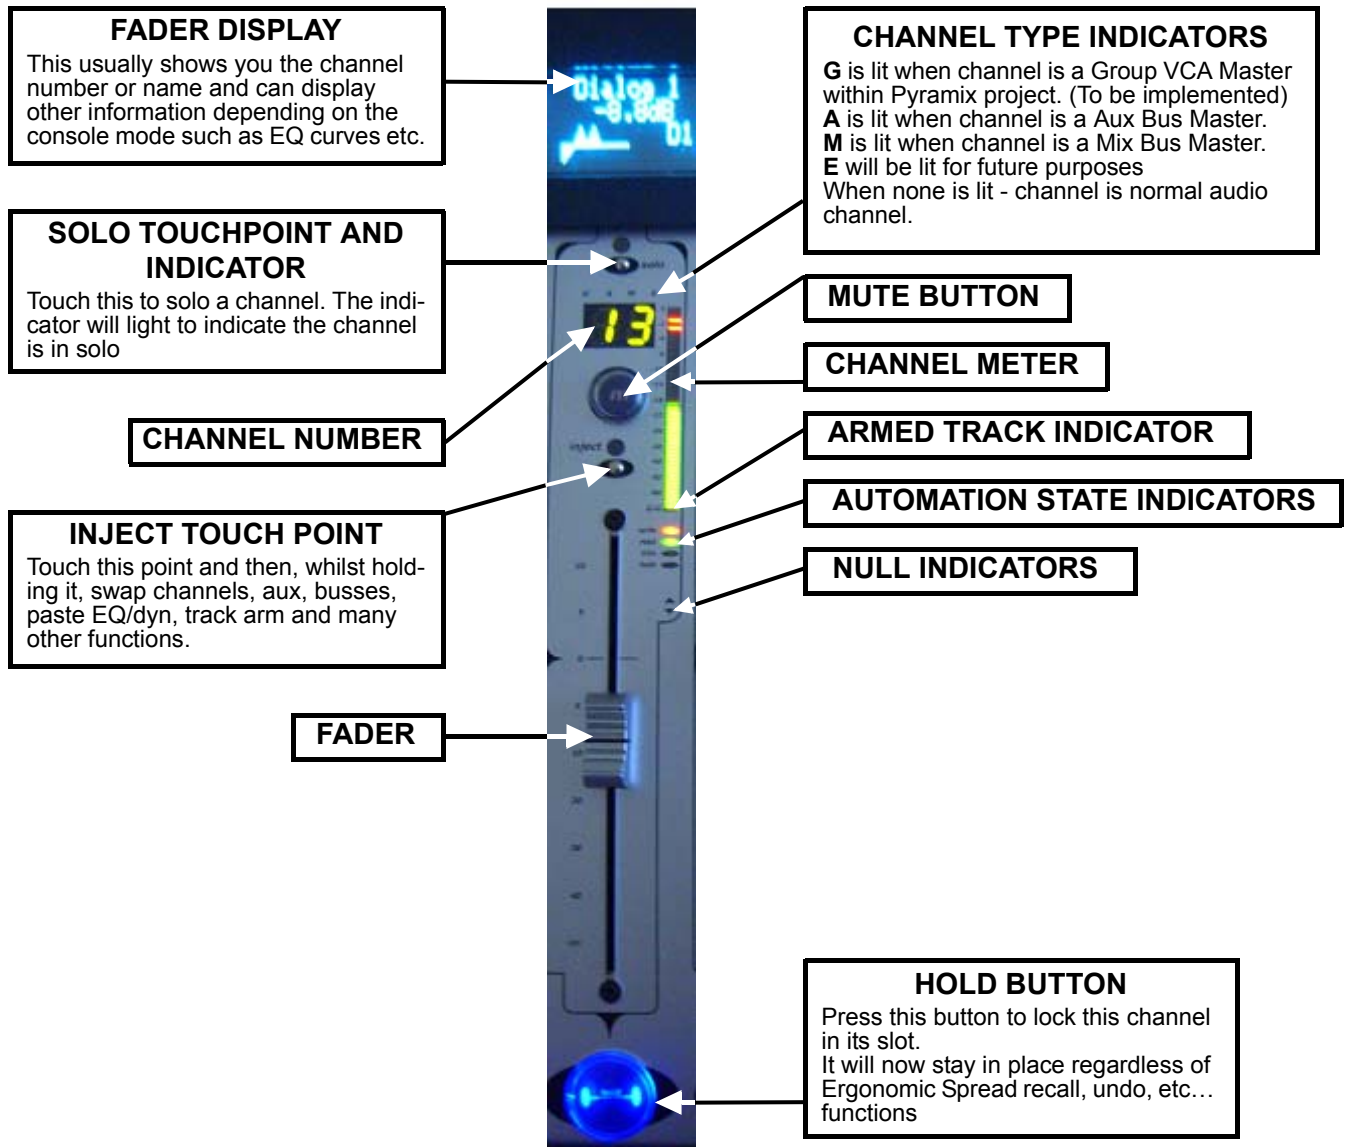 FADER DISPLAY
This usually shows you the channel
number or name and can display
other information depending on the
console mode such as EQ curves etc.
SOLO TOUCHPOINT AND
INDICATOR
Touch this to solo a channel. The indi-
cator will light to indicate the channel
is in solo
CHANNEL NUMBER
INJECT TOUCH POINT
Touch this point and then, whilst hold-
ing it, swap channels, aux, busses,
paste EQ/dyn, track arm and many
other functions.
FADER
Dialog 1
-8.8dB
D1
solo
13
inject
CHANNEL TYPE INDICATORS
G is lit when channel is a Group VCA Master
within Pyramix project. (To be implemented)
A is lit when channel is a Aux Bus Master.
M is lit when channel is a Mix Bus Master.
E will be lit for future purposes
When none is lit - channel is normal audio
channel.
MUTE BUTTON
CHANNEL METER
ARMED TRACK INDICATOR
AUTOMATION STATE INDICATORS
NULL INDICATORS
HOLD BUTTON
Press this button to lock this channel
in its slot.
It will now stay in place regardless of
Ergonomic Spread recall, undo, etc…
functions